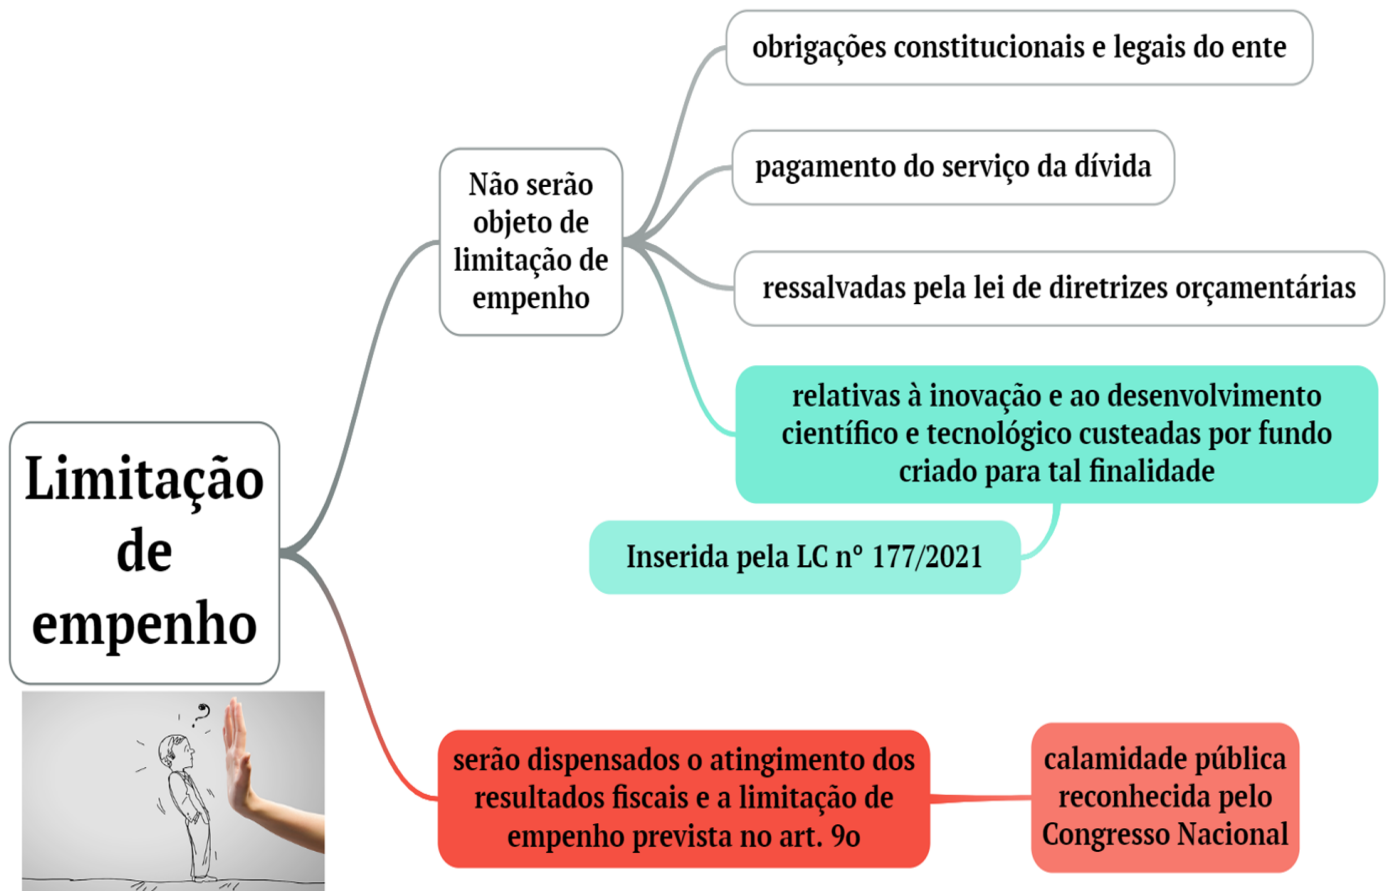 obrigações constitucionais e legais do ente
pagamento do serviço da dívida
Não serão
objeto de
limitação de
empenho
ressalvadas pela lei de diretrizes orçamentárias
relativas à inovação e ao desenvolvimento
científico e tecnológico custeadas por fundo
criado para tal finalidade
Inserida pela LC nº 177/2021
Limitação
de
empenho
?
serão dispensados o atingimento dos
resultados fiscais e a limitação de
empenho prevista no art. 9o
calamidade pública
reconhecida pelo
Congresso Nacional